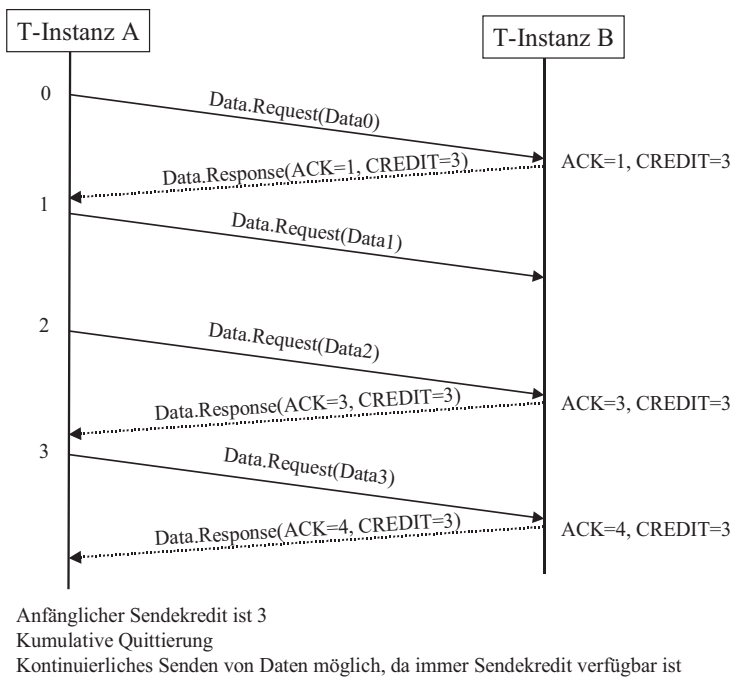 T-Instanz A
T-Instanz B
0
Data.Request(Data0)
Data.Response(ACK=1, CREDIT=3)
ACK=1, CREDIT=3
1
Data.Request(Data1)
2
Data.Request(Data2)
Data.Response(ACK=3, CREDIT=3)
ACK=3, CREDIT=3
3
Data.Request(Data3)
Data.Response(ACK=4, CREDIT=3)
ACK=4, CREDIT=3
Anfänglicher Sendekredit ist 3
Kumulative Quittierung
Kontinuierliches Senden von Daten möglich, da immer Sendekredit verfügbar ist